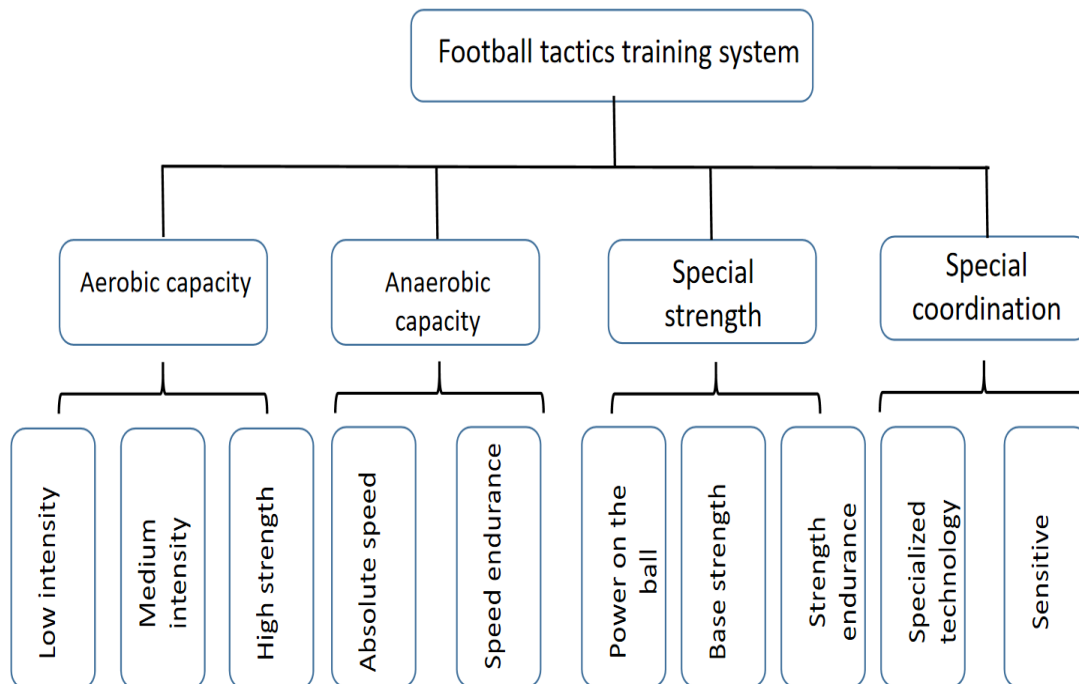 Football tactics training system
Aerobic capacity
Anaerobic
capacity
Special
strength
Special
coordination
Low intensity
Medium
intensity
High strength
Absolute speed
Speed endurance
Power on the
ball
Base strength
Strength
endurance
Specialized
technology
Sensitive